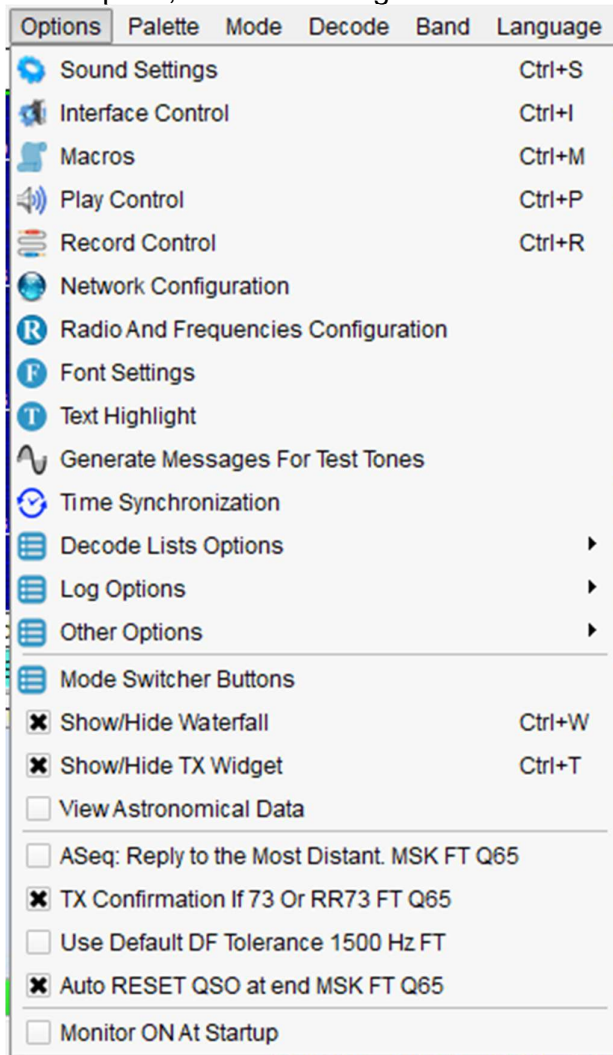 Options Palette Mode Decode Band Language
Sound Settings Ctrl+S
Interface Control Ctrl+I
Macros Ctrl+M
Play Control Ctrl+P
Record Control Ctrl+R
Network Configuration
Radio And Frequencies Configuration
Font Settings
Text Highlight
Generate Messages For Test Tones
Time Synchronization
Decode Lists Options
Log Options
Other Options
Mode Switcher Buttons
Show/Hide Waterfall Ctrl+W
Show/Hide TX Widget Ctrl+T
View Astronomical Data
ASeq: Reply to the Most Distant. MSK FT Q65
TX Confirmation If 73 Or RR73 FT Q65
Use Default DF Tolerance 1500 Hz FT
Auto RESET QSO at end MSK FT Q65
Monitor ON At Startup